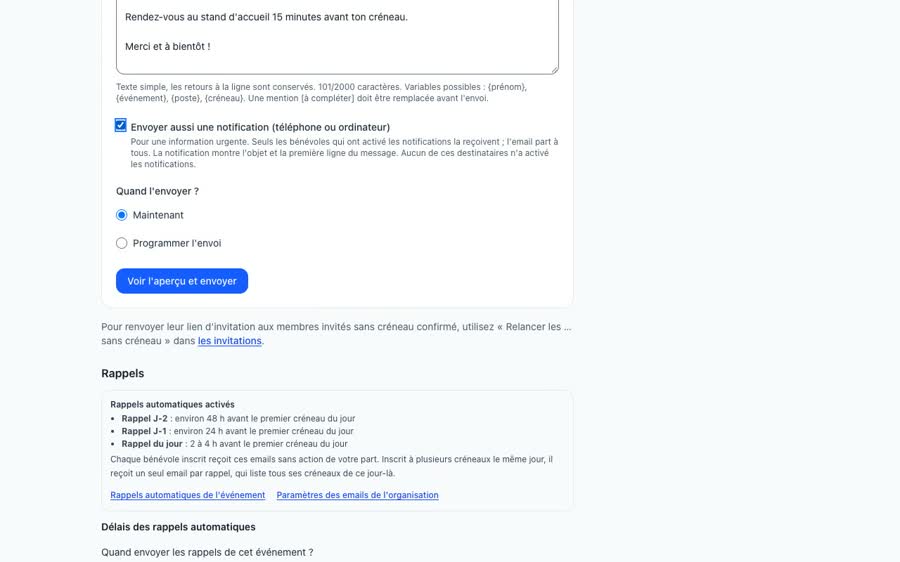 Rendez-vous au stand d'accueil 15 minutes avant ton créneau.
Merci et à bientôt !
Texte simple, les retours à la ligne sont conservés. 101/2000 caractères. Variables possibles : {prénom},
{événement}, {poste}, {créneau}. Une mention [à compléter] doit être remplacée avant l'envoi.
Envoyer aussi une notification (téléphone ou ordinateur)
Pour une information urgente. Seuls les bénévoles qui ont activé les notifications la reçoivent ; l'email part à
tous. La notification montre l'objet et la première ligne du message. Aucun de ces destinataires n'a activé
les notifications.
Quand l'envoyer ?
Maintenant
Programmer l'envoi
Voir l'aperçu et envoyer
Pour renvoyer leur lien d'invitation aux membres invités sans créneau confirmé, utilisez « Relancer les ...
sans créneau » dans les invitations.
Rappels
Rappels automatiques activés
• Rappel J-2 : environ 48 h avant le premier créneau du jour
• Rappel J-1 : environ 24 h avant le premier créneau du jour
• Rappel du jour : 2 à 4 h avant le premier créneau du jour
Chaque bénévole inscrit reçoit ces emails sans action de votre part. Inscrit à plusieurs créneaux le même jour, il
reçoit un seul email par rappel, qui liste tous ses créneaux de ce jour-là.
Rappels automatiques de l'événement Paramètres des emails de l'organisation
Délais des rappels automatiques
Quand envoyer les rappels de cet événement ?